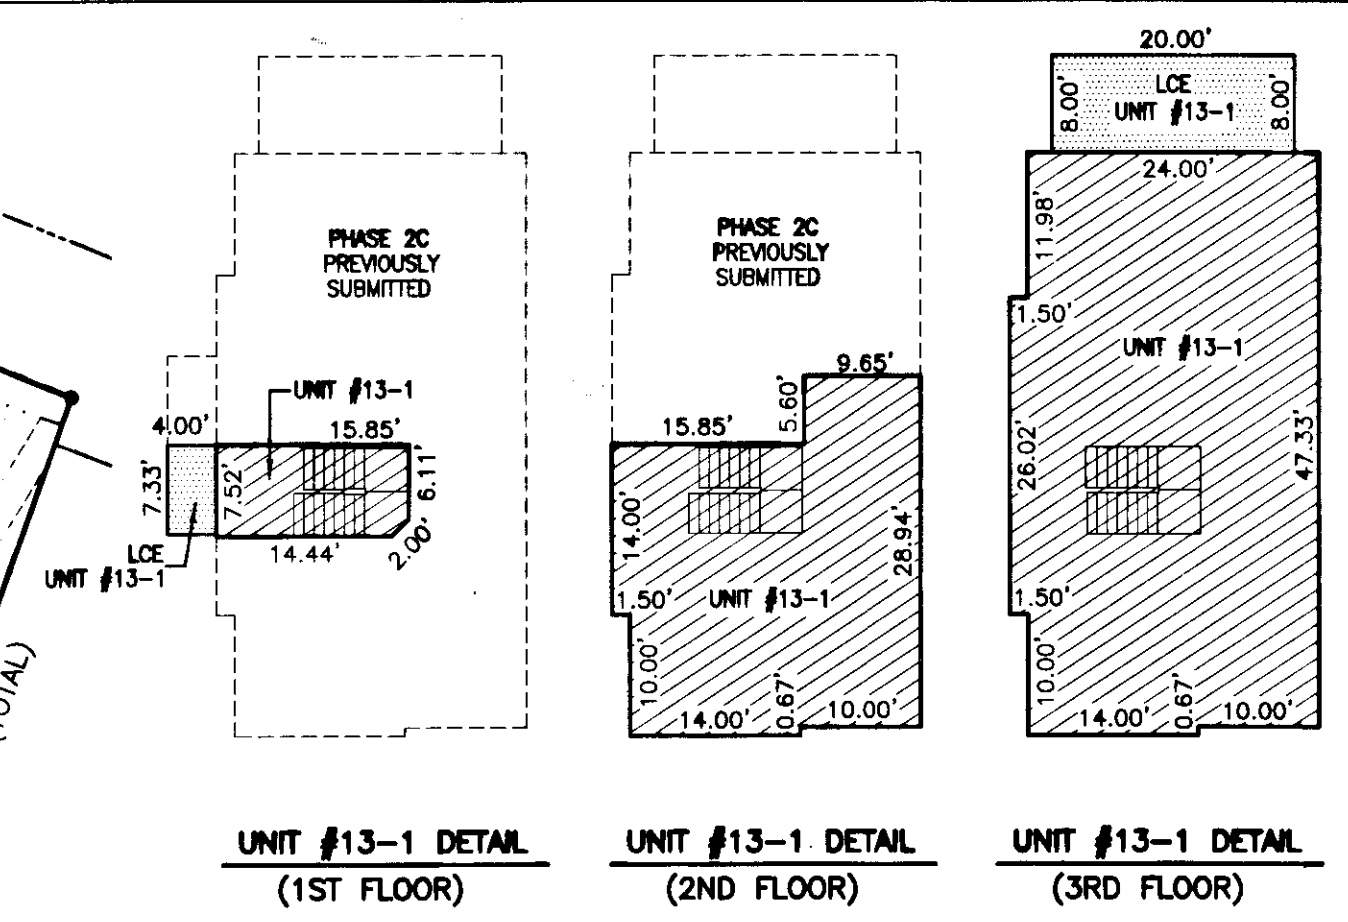 PHASE 2C
PREVIOUSLY
SUBMITTED
UNIT #13-1
4.00'
15.85'
7.33'
7.52'
6.11'
14.44'
2.00'
LCE
UNIT #13-1
UNIT #13-1 DETAIL
(1ST FLOOR)
PHASE 2C
PREVIOUSLY
SUBMITTED
9.65'
5.60'
15.85'
14.00'
28.94'
1.50'
UNIT #13-1
10.00'
14.00'
0.67'
10.00'
UNIT #13-1 DETAIL
(2ND FLOOR)
20.00'
8.00'
LCE
UNIT #13-1
8.00'
24.00'
11.98'
1.50'
UNIT #13-1
26.02'
47.33'
1.50'
10.00'
14.00'
0.67'
10.00'
UNIT #13-1 DETAIL
(3RD FLOOR)